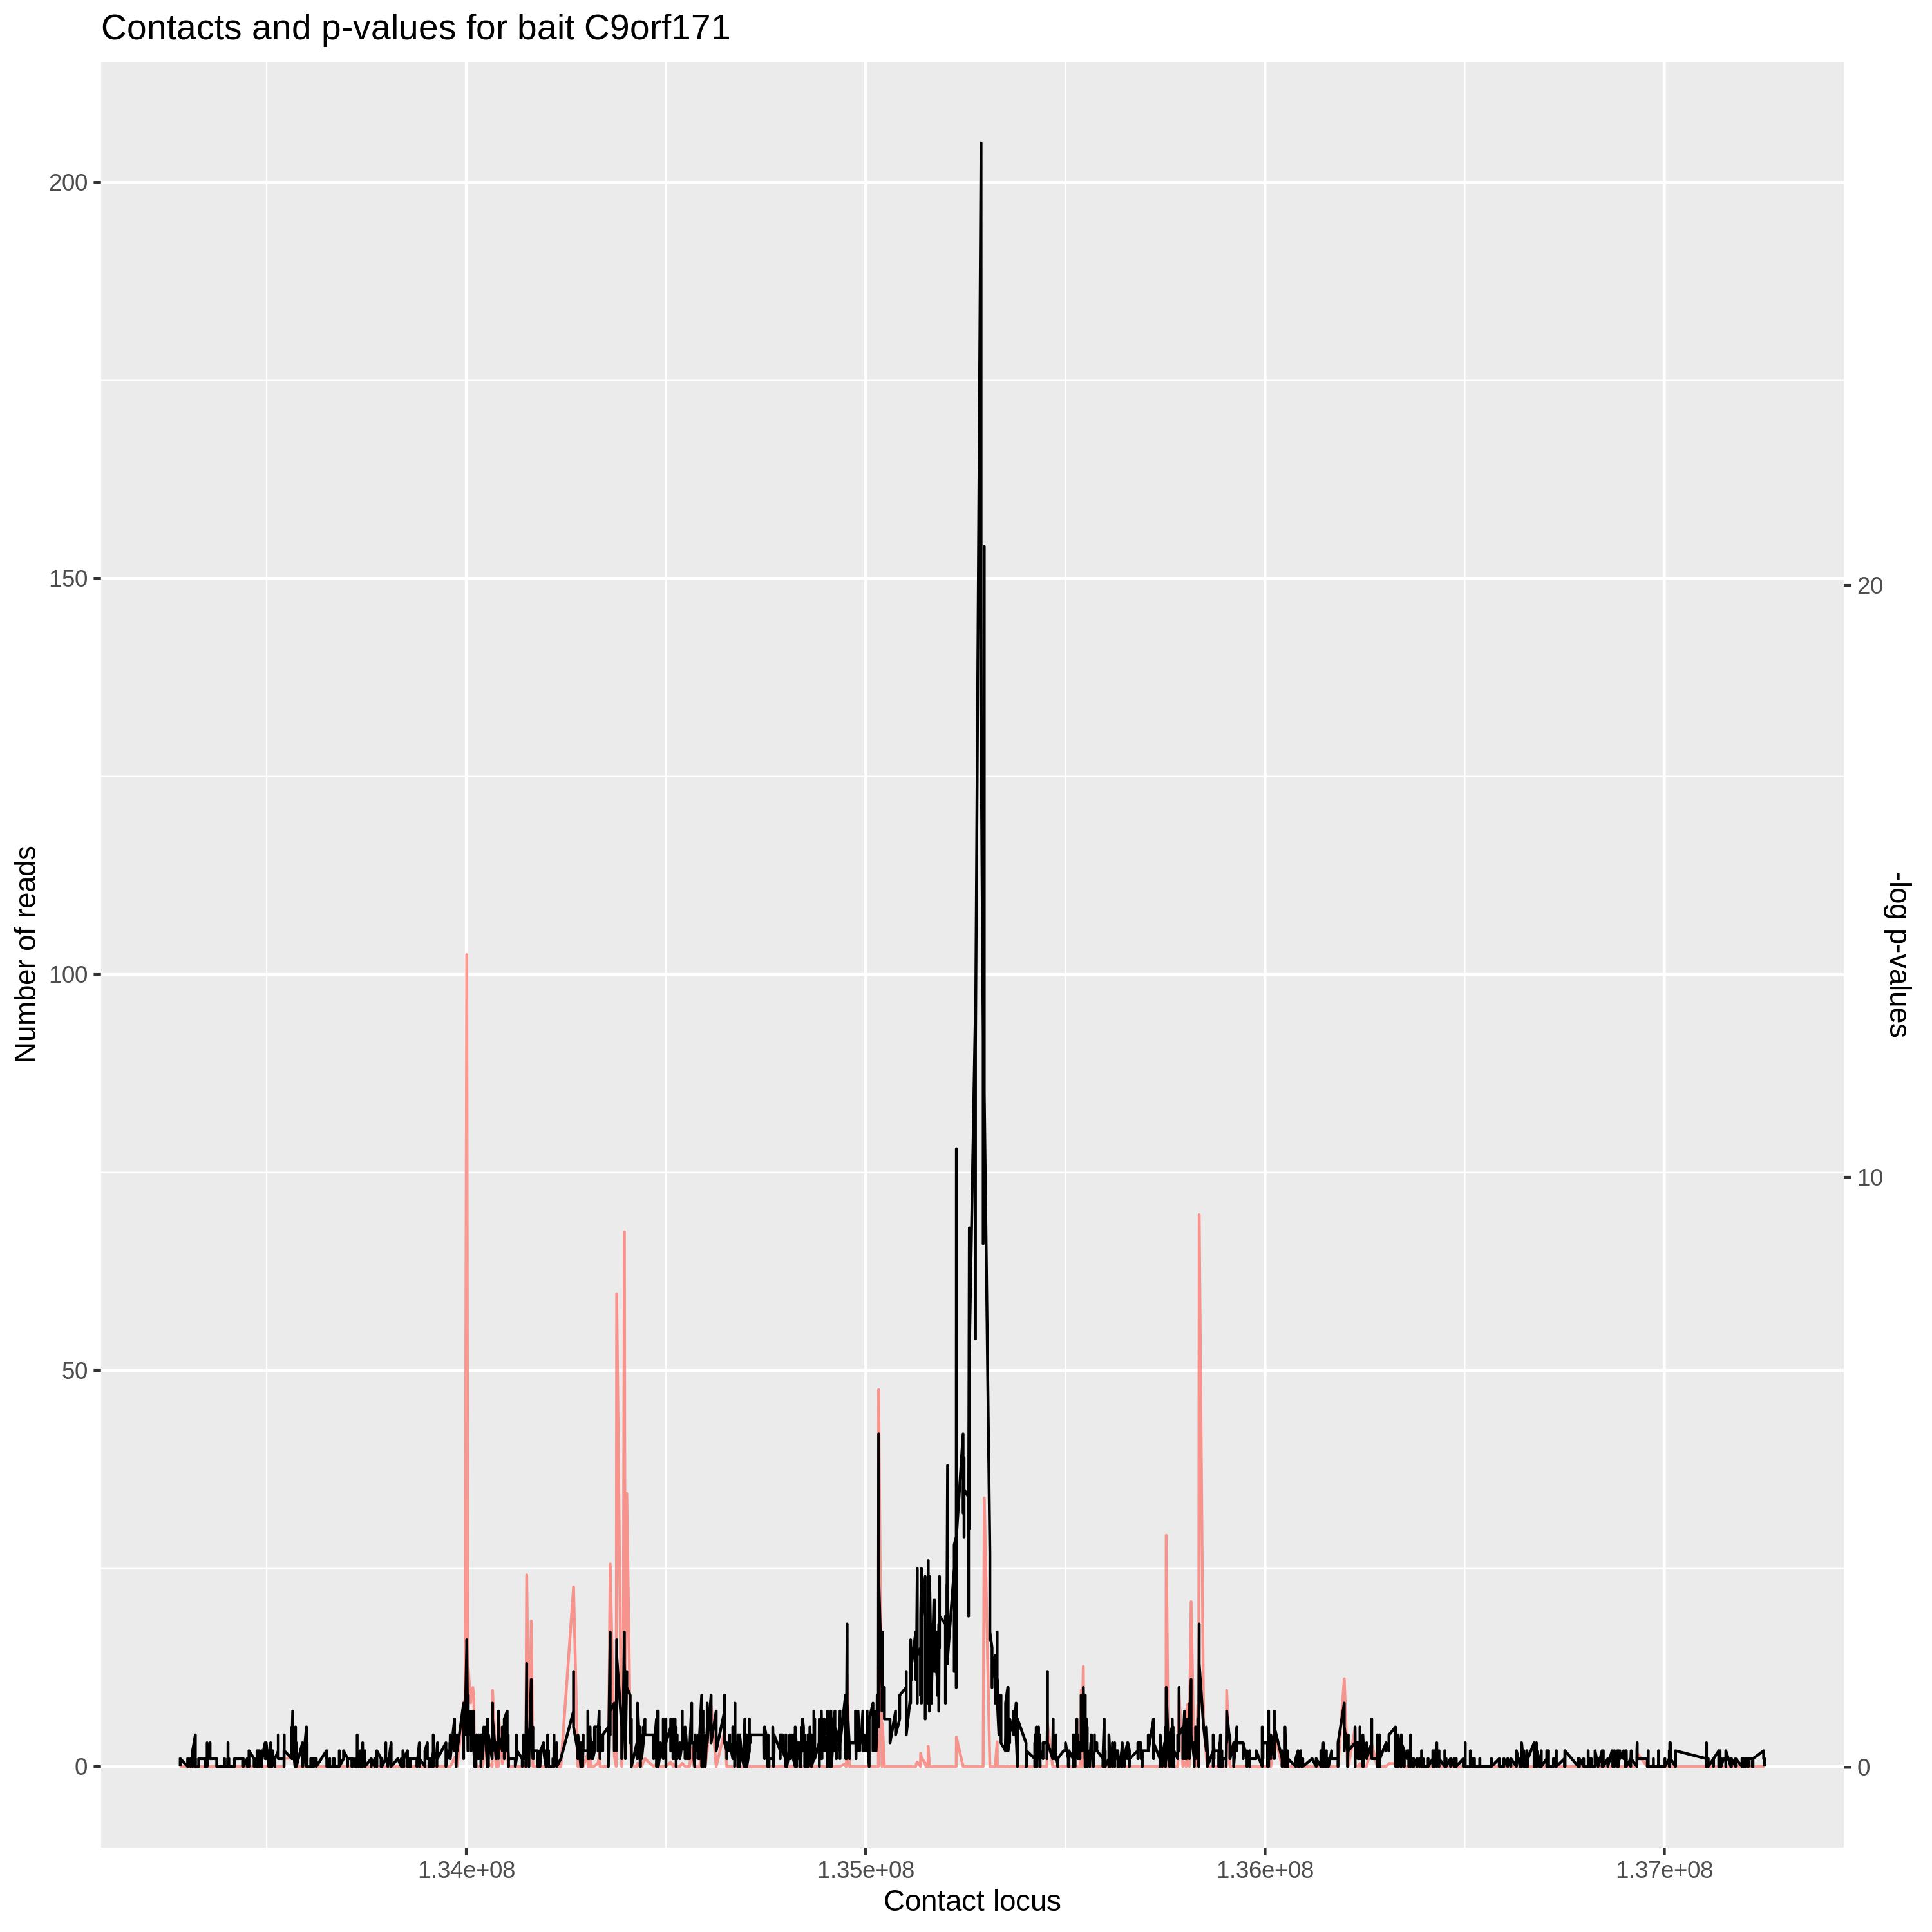 Contacts and p-values for bait C9orf171
200
150
100
50
0
20
10
0
Number of reads
-log p-values
1.34e+08
1.35e+08
1.36e+08
1.37e+08
Contact locus